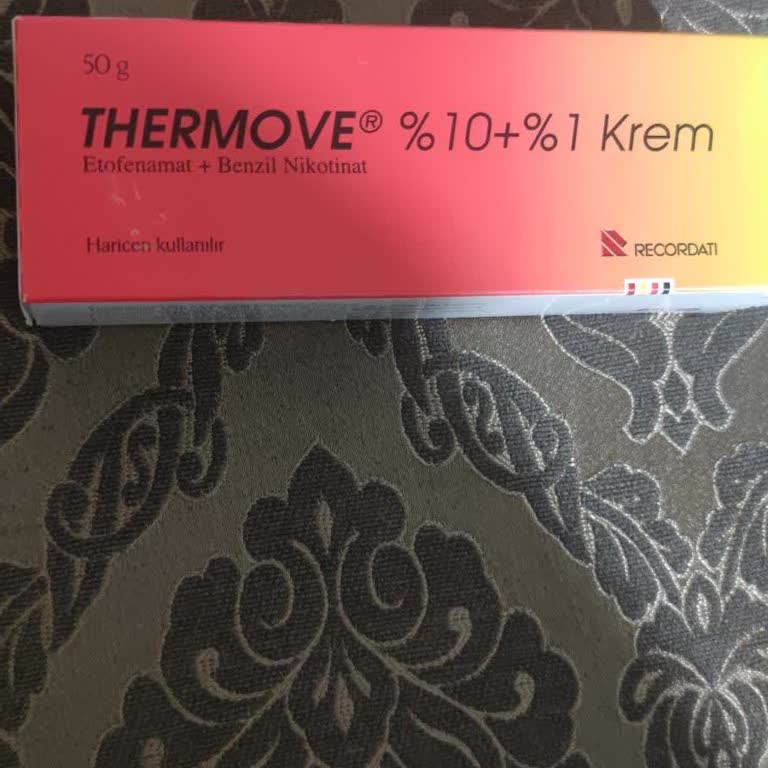 50 g
THERMOVE® %10+%1 Krem
Etofenamat + Benzil Nikotinat
Haricen kullanılır
RECORDATI